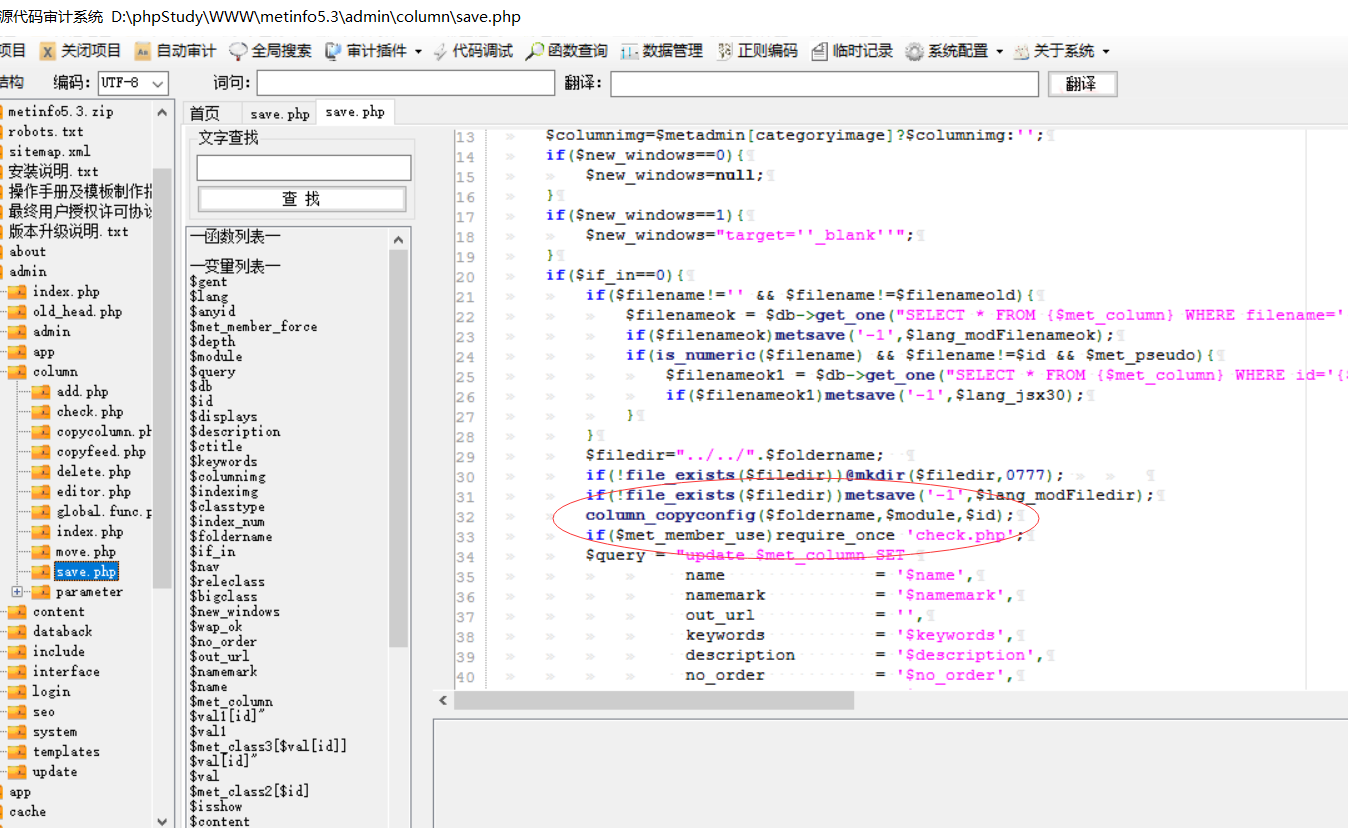 源代码审计系统 D:\phpStudy\WWW\metinfo5.3\admin\column\save.php
项目 关闭项目 自动审计 全局搜索 审计插件 代码调试 函数查询 数据管理 正则编码 临时记录 系统配置 关于系统
结构 编码: UTF-8 词句: 翻译: 翻译
metinfo5.3.zip
robots.txt
sitemap.xml
安装说明.txt
操作手册及模板制作指
最终用户授权许可协议
版本升级说明.txt
about
admin
index.php
old_head.php
admin
app
column
add.php
check.php
copycolumn.ph
copyfeed.php
delete.php
editor.php
global.func.p
index.php
move.php
save.php
parameter
content
databack
include
interface
login
seo
system
templates
update
app
cache
首页 save.php save.php
文字查找
查 找
—函数列表—
—变量列表—
$gent
$lang
$anyid
$met_member_force
$depth
$module
$query
$db
$id
$displays
$description
$ctitle
$keywords
$columnimg
$indeximg
$classtype
$index_num
$foldername
$if_in
$nav
$releclass
$bigclass
$new_windows
$wap_ok
$no_order
$out_url
$namemark
$name
$met_column
$val1[id]"
$val1
$met_class3[$val[id]]
$val[id]"
$val
$met_class2[$id]
$isshow
$content
13 $columnimg=$metadmin[categoryimage]?$columnimg:'';
14 if($new_windows==0){
15 $new_windows=null;
16 }
17 if($new_windows==1){
18 $new_windows="target=''_blank''";
19 }
20 if($if_in==0){
21 if($filename!='' && $filename!=$filenameold){
22 $filenameok = $db->get_one("SELECT * FROM {$met_column} WHERE filename='
23 if($filenameok)metsave('-1',$lang_modFilenameok);
24 if(is_numeric($filename) && $filename!=$id && $met_pseudo){
25 $filenameok1 = $db->get_one("SELECT * FROM {$met_column} WHERE id='{$
26 if($filenameok1)metsave('-1',$lang_jsx30);
27 }
28 }
29 $filedir="../../".$foldername;
30 if(!file_exists($filedir))@mkdir($filedir,0777);
31 if(!file_exists($filedir))metsave('-1',$lang_modFiledir);
32 column_copyconfig($foldername,$module,$id);
33 if($met_member_use)require_once 'check.php';
34 $query = "update $met_column SET
35 name = '$name',
36 namemark = '$namemark',
37 out_url = '',
38 keywords = '$keywords',
39 description = '$description',
40 no_order = '$no_order',